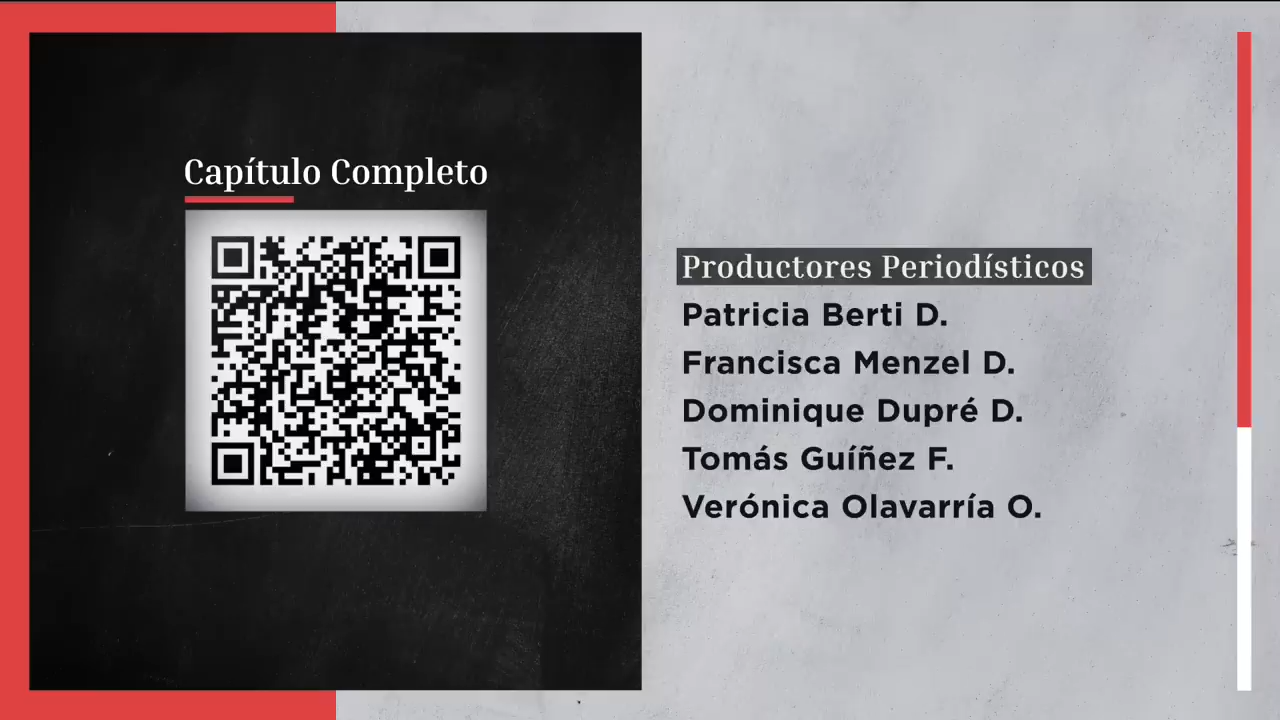 Capítulo Completo
Productores Periodísticos
Patricia Berti D.
Francisca Menzel D.
Dominique Dupré D.
Tomás Guíñez F.
Verónica Olavarría O.